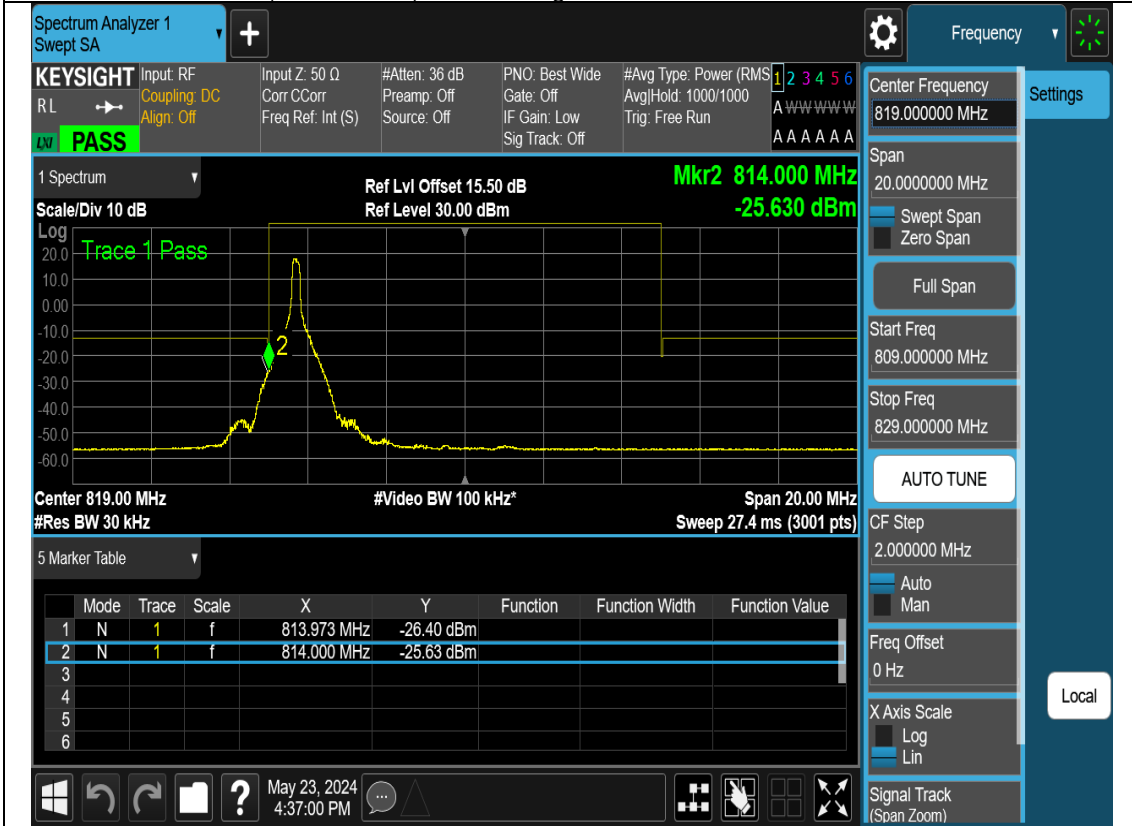 Spectrum Analyzer 1
Swept SA
+
Frequency
KEYSIGHT
RL
LXI
PASS
Input: RF
Coupling: DC
Align: Off
Input Z: 50 Ω
Corr CCorr
Freq Ref: Int (S)
#Atten: 36 dB
Preamp: Off
Source: Off
PNO: Best Wide
Gate: Off
IF Gain: Low
Sig Track: Off
#Avg Type: Power (RMS
Avg|Hold: 1000/1000
Trig: Free Run
1 2 3 4 5 6
A W W W W W
A A A A A A
1 Spectrum
Scale/Div 10 dB
Ref Lvl Offset 15.50 dB
Ref Level 30.00 dBm
Mkr2 814.000 MHz
-25.630 dBm
Log
Trace 1 Pass
20.0
10.0
0.00
-10.0
-20.0
-30.0
-40.0
-50.0
-60.0
2
Center 819.00 MHz
#Video BW 100 kHz*
Span 20.00 MHz
#Res BW 30 kHz
Sweep 27.4 ms (3001 pts)
5 Marker Table
Mode Trace Scale X Y Function Function Width Function Value
1 N 1 f 813.973 MHz -26.40 dBm
2 N 1 f 814.000 MHz -25.63 dBm
3
4
5
6
?
May 23, 2024
4:37:00 PM
Center Frequency
819.000000 MHz
Settings
Span
20.0000000 MHz
Swept Span
Zero Span
Full Span
Start Freq
809.000000 MHz
Stop Freq
829.000000 MHz
AUTO TUNE
CF Step
2.000000 MHz
Auto
Man
Freq Offset
0 Hz
Local
X Axis Scale
Log
Lin
Signal Track
(Span Zoom)